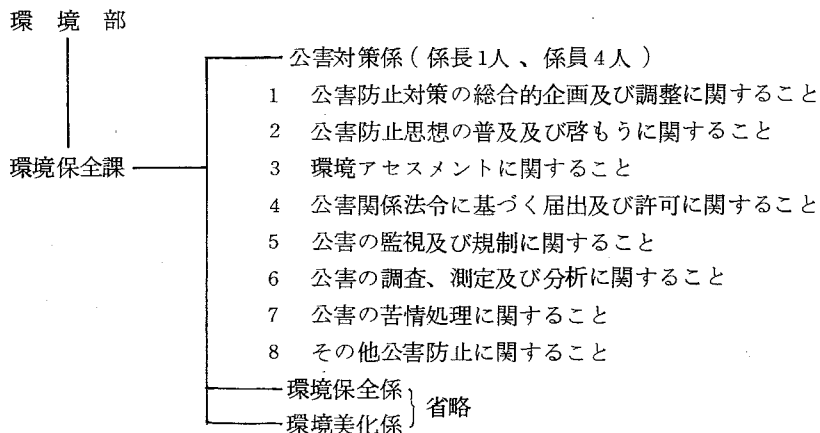 環境部
公害対策係(係長1人、係員4人)
1 公害防止対策の総合的企画及び調整に関すること
2 公害防止思想の普及及び啓もうに関すること
環境保全課
3 環境アセスメントに関すること
4 公害関係法令に基づく届出及び許可に関すること
5 公害の監視及び規制に関すること
6 公害の調査、測定及び分析に関すること
7 公害の苦情処理に関すること
8 その他公害防止に関すること
環境保全係
環境美化係
省略